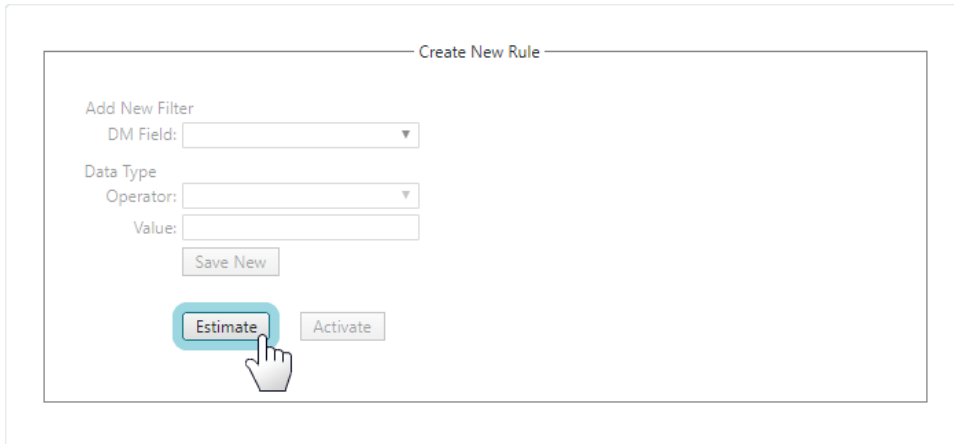 Create New Rule
Add New Filter
DM Field:
Data Type
Operator:
Value:
Save New
Estimate Activate